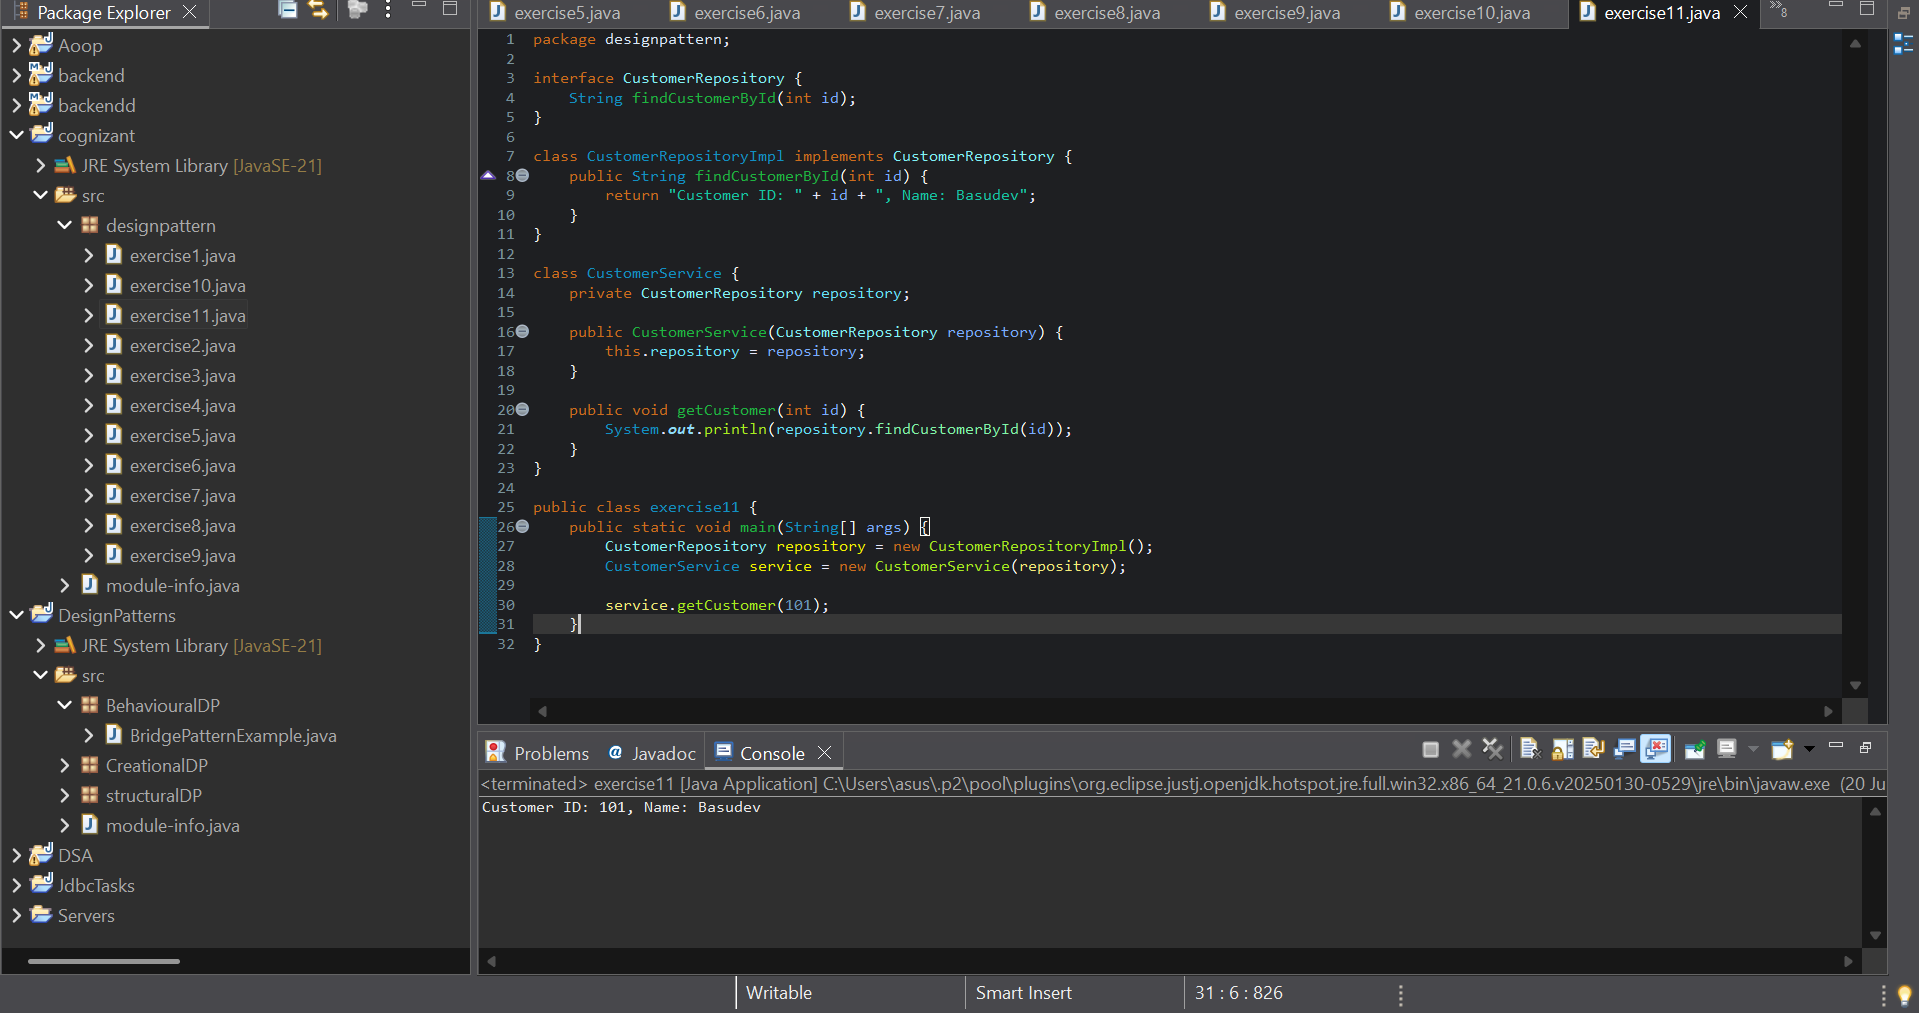 Package Explorer
Aoop
backend
backendd
cognizant
JRE System Library [JavaSE-21]
src
designpattern
exercise1.java
exercise10.java
exercise11.java
exercise2.java
exercise3.java
exercise4.java
exercise5.java
exercise6.java
exercise7.java
exercise8.java
exercise9.java
module-info.java
DesignPatterns
JRE System Library [JavaSE-21]
src
BehaviouralDP
BridgePatternExample.java
CreationalDP
structuralDP
module-info.java
DSA
JdbcTasks
Servers
exercise5.java exercise6.java exercise7.java exercise8.java exercise9.java exercise10.java exercise11.java »8
1 package designpattern;
2
3 interface CustomerRepository {
4     String findCustomerById(int id);
5 }
6
7 class CustomerRepositoryImpl implements CustomerRepository {
8     public String findCustomerById(int id) {
9         return "Customer ID: " + id + ", Name: Basudev";
10     }
11 }
12
13 class CustomerService {
14     private CustomerRepository repository;
15
16     public CustomerService(CustomerRepository repository) {
17         this.repository = repository;
18     }
19
20     public void getCustomer(int id) {
21         System.out.println(repository.findCustomerById(id));
22     }
23 }
24
25 public class exercise11 {
26     public static void main(String[] args) {
27         CustomerRepository repository = new CustomerRepositoryImpl();
28         CustomerService service = new CustomerService(repository);
29
30         service.getCustomer(101);
31     }
32 }
Problems @ Javadoc Console
<terminated> exercise11 [Java Application] C:\Users\asus\.p2\pool\plugins\org.eclipse.justj.openjdk.hotspot.jre.full.win32.x86_64_21.0.6.v20250130-0529\jre\bin\javaw.exe (20 Ju
Customer ID: 101, Name: Basudev
Writable Smart Insert 31 : 6 : 826